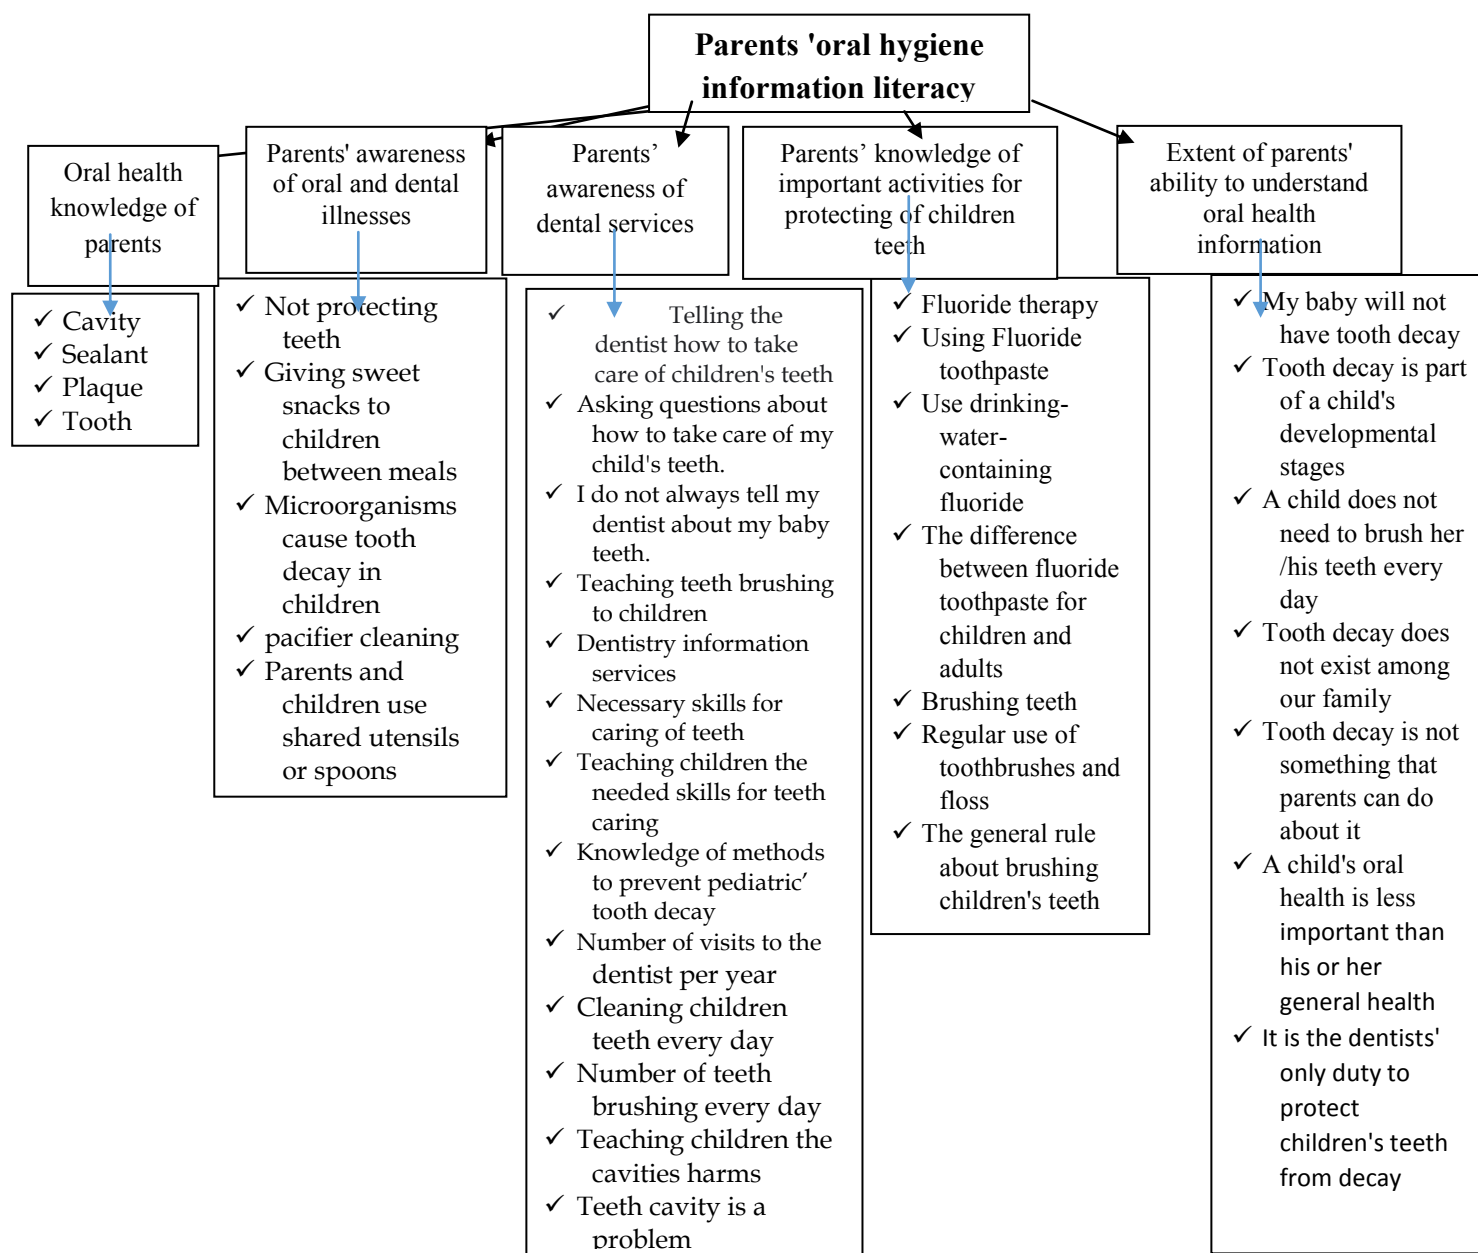 Parents 'oral hygiene
information literacy
Oral health
knowledge of
parents
Parents' awareness
of oral and dental
illnesses
Parents’
awareness of
dental services
Parents’ knowledge of
important activities for
protecting of children
teeth
Extent of parents'
ability to understand
oral health
information
✓ Cavity
✓ Sealant
✓ Plaque
✓ Tooth
✓ Not protecting
teeth
✓ Giving sweet
snacks to
children
between meals
✓ Microorganisms
cause tooth
decay in
children
✓ pacifier cleaning
✓ Parents and
children use
shared utensils
or spoons
✓ Telling the
dentist how to take
care of children's teeth
✓ Asking questions about
how to take care of my
child's teeth.
✓ I do not always tell my
dentist about my baby
teeth.
✓ Teaching teeth brushing
to children
✓ Dentistry information
services
✓ Necessary skills for
caring of teeth
✓ Teaching children the
needed skills for teeth
caring
✓ Knowledge of methods
to prevent pediatric’
tooth decay
✓ Number of visits to the
dentist per year
✓ Cleaning children
teeth every day
✓ Number of teeth
brushing every day
✓ Teaching children the
cavities harms
✓ Teeth cavity is a
problem
✓ Fluoride therapy
✓ Using Fluoride
toothpaste
✓ Use drinking-
water-
containing
fluoride
✓ The difference
between fluoride
toothpaste for
children and
adults
✓ Brushing teeth
✓ Regular use of
toothbrushes and
floss
✓ The general rule
about brushing
children's teeth
✓ My baby will not
have tooth decay
✓ Tooth decay is part
of a child's
developmental
stages
✓ A child does not
need to brush her
/his teeth every
day
✓ Tooth decay does
not exist among
our family
✓ Tooth decay is not
something that
parents can do
about it
✓ A child's oral
health is less
important than
his or her
general health
✓ It is the dentists'
only duty to
protect
children's teeth
from decay